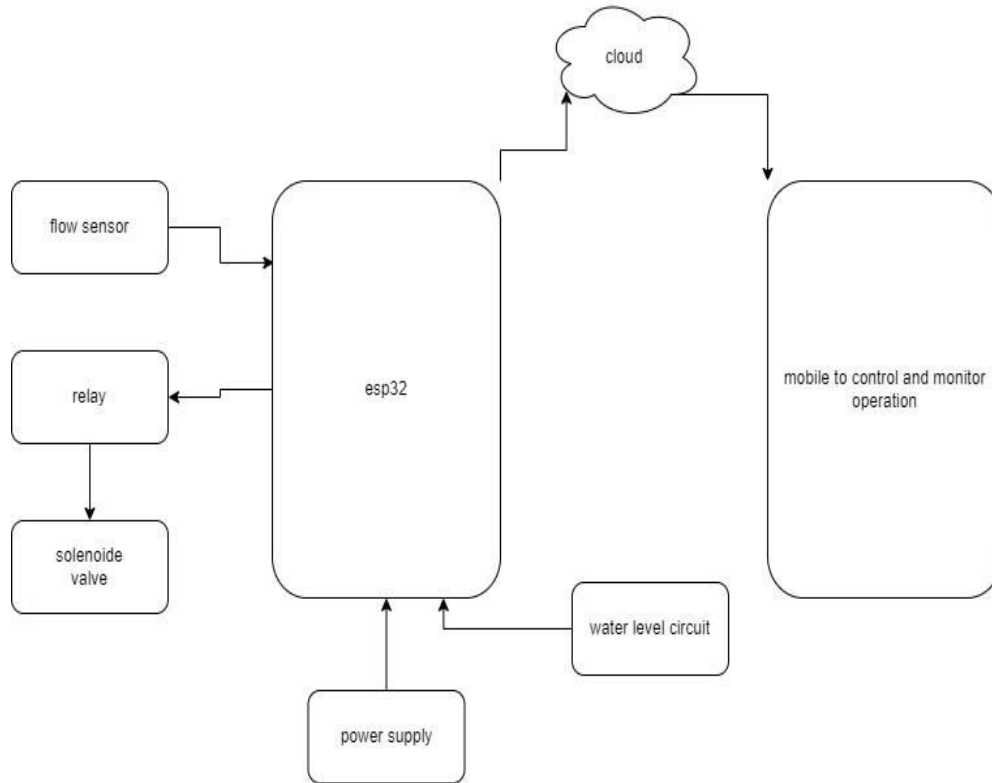 cloud
flow sensor
relay
esp32
mobile to control and monitor
operation
solenoide
valve
water level circuit
power supply